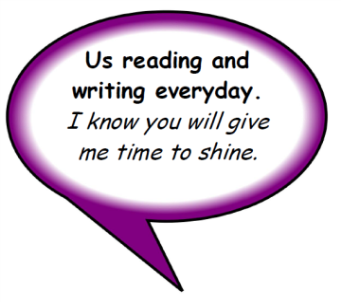 Us reading and
writing everyday.
I know you will give
me time to shine.